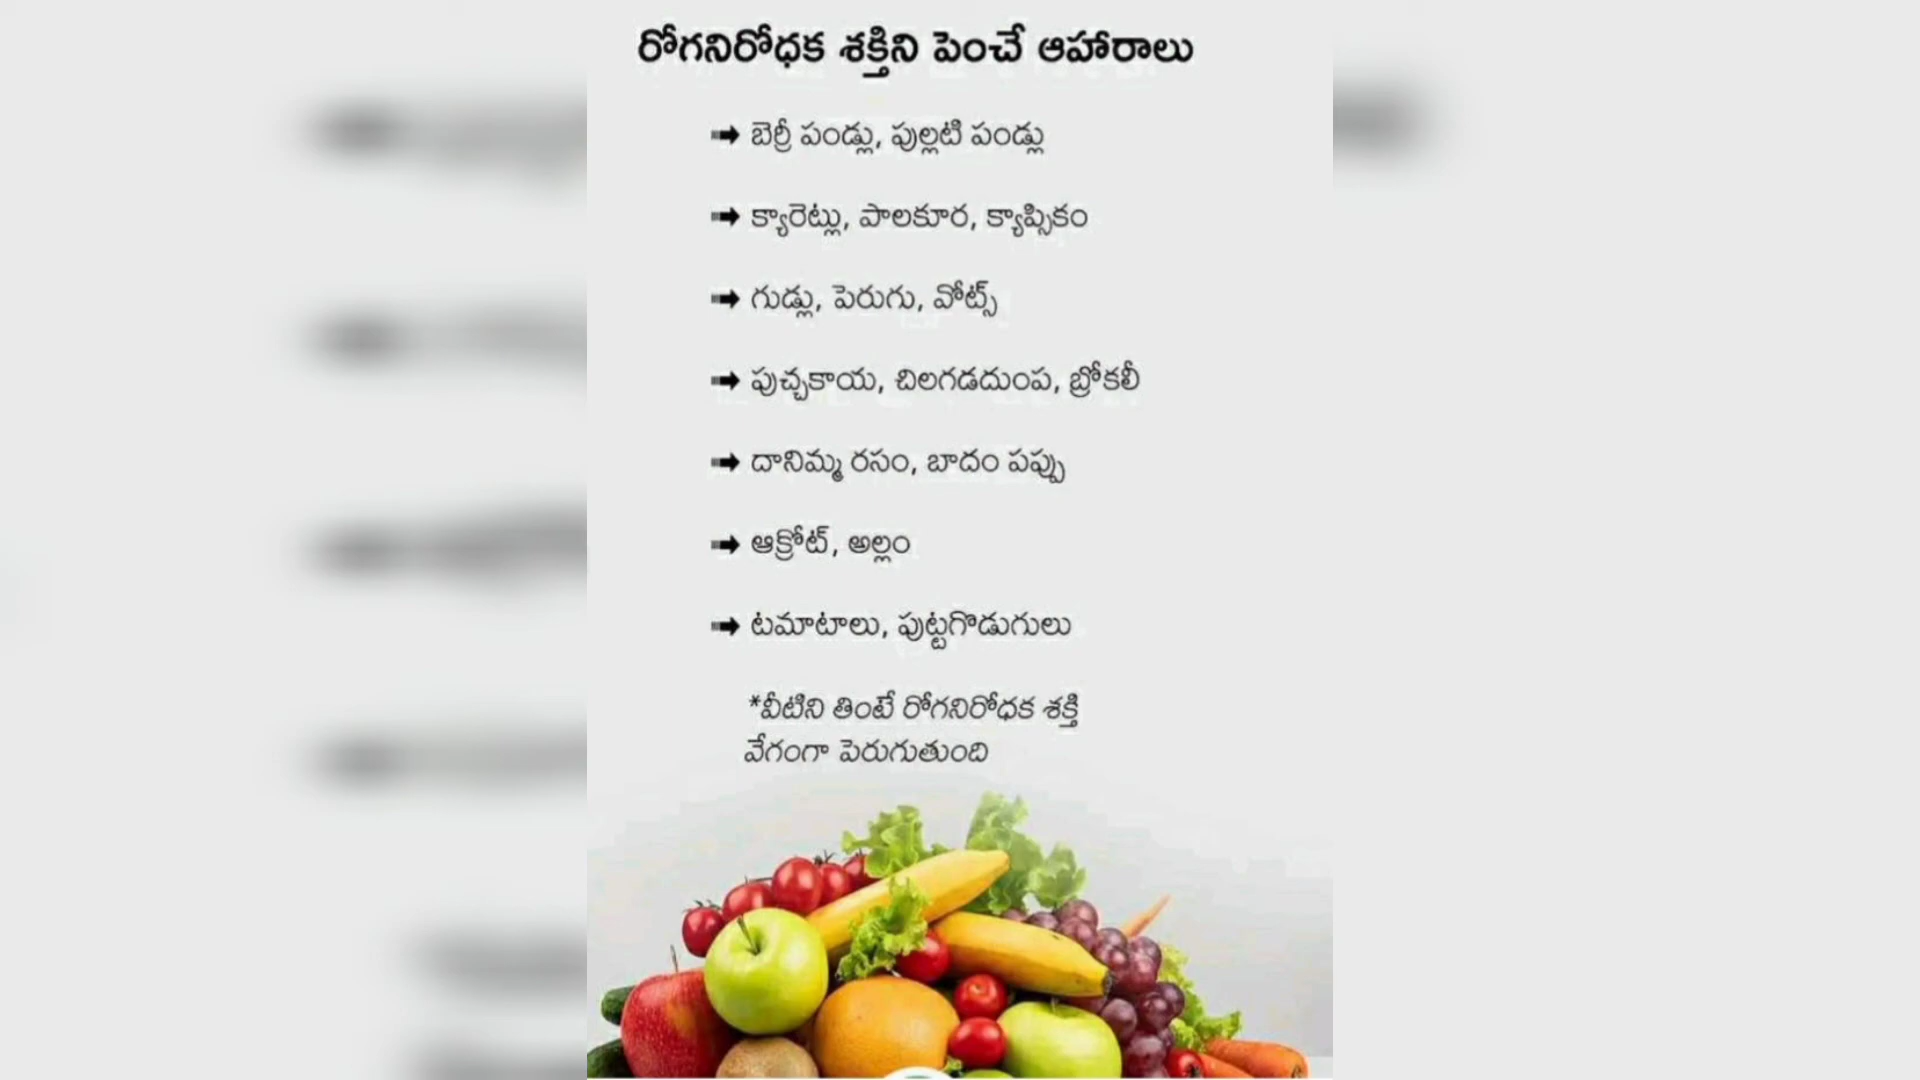 రోగనిరోధక శక్తిని పెంచే ఆహారాలు
➡ బెర్రీ పండ్లు, పుల్లటి పండ్లు
➡ క్యారెట్లు, పాలకూర, క్యాప్సికం
➡ గుడ్లు, పెరుగు, వోట్స్
➡ పుచ్చకాయ, చిలగడదుంప, బ్రోకలీ
➡ దానిమ్మ రసం, బాదం పప్పు
➡ ఆక్రోట్, అల్లం
➡ టమాటాలు, పుట్టగొడుగులు
*వీటిని తింటే రోగనిరోధక శక్తి
వేగంగా పెరుగుతుంది